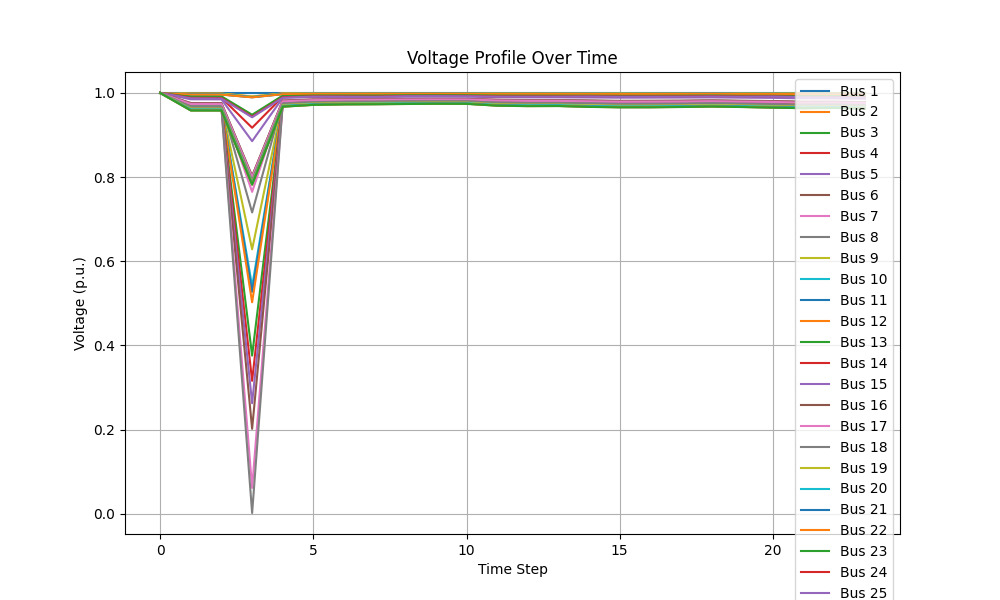 Voltage Profile Over Time
Voltage (p.u.)
1.0
0.8
0.6
0.4
0.2
0.0
0
5
10
15
20
Time Step
Bus 1
Bus 2
Bus 3
Bus 4
Bus 5
Bus 6
Bus 7
Bus 8
Bus 9
Bus 10
Bus 11
Bus 12
Bus 13
Bus 14
Bus 15
Bus 16
Bus 17
Bus 18
Bus 19
Bus 20
Bus 21
Bus 22
Bus 23
Bus 24
Bus 25